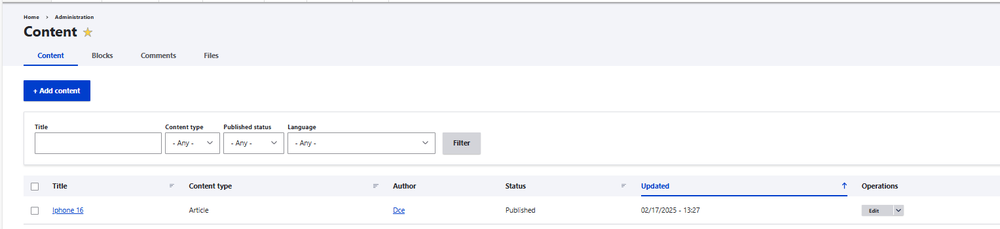 Home > Administration
Content
Content Blocks Comments Files
+ Add content
Title Content type Published status Language
- Any - - Any - - Any - Filter
Title Content type Author Status Updated Operations
Iphone 16 Article Dce Published 02/17/2025 - 13:27 Edit